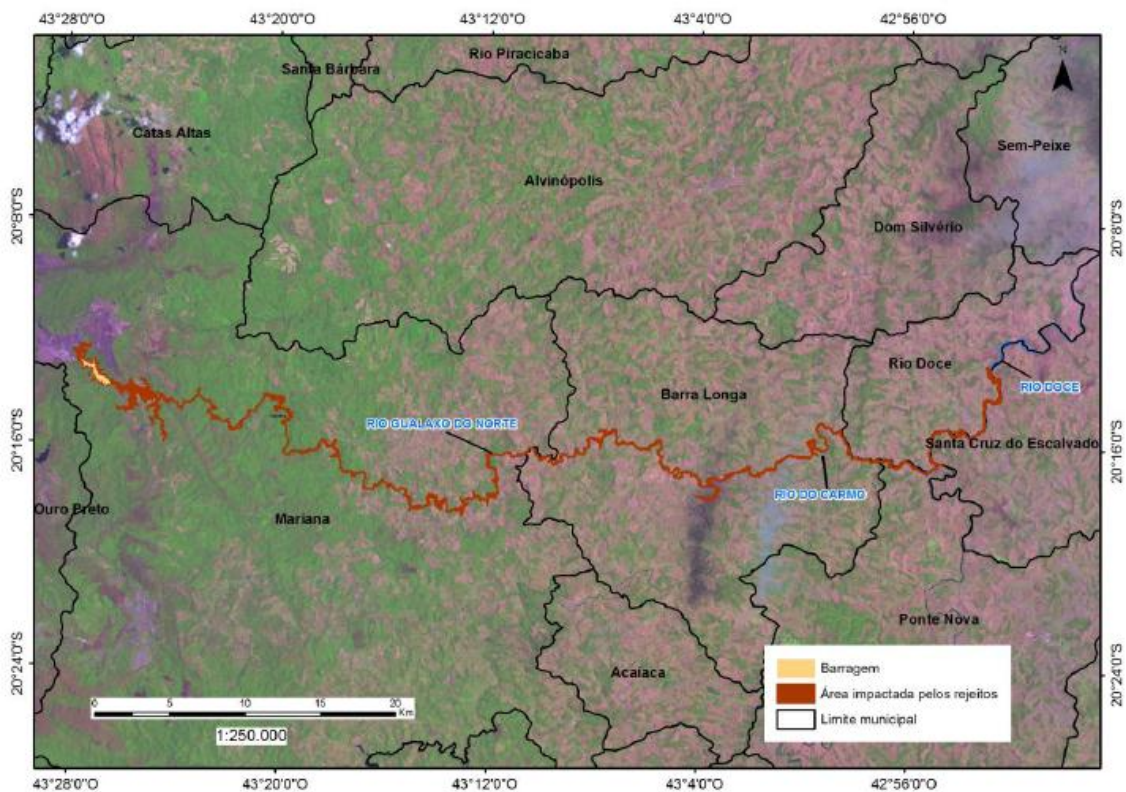 43°28'0"O 43°20'0"O 43°12'0"O 43°4'0"O 42°56'0"O
N
Rio Piracicaba
Santa Bárbara
Catas Altas
Sem-Peixe
Alvinópolis
20°8'0"S
20°8'0"S
Dom Silvério
Rio Doce
RIO DOCE
Barra Longa
RIO GUALAXO DO NORTE
20°16'0"S
Santa Cruz do Escalvado
20°16'0"S
RIO DO CARMO
Ouro Preto
Mariana
Ponte Nova
20°24'0"S
Acaiaca
Barragem
20°24'0"S
Área impactada pelos rejeitos
0 5 10 15 20
Km
Limite municipal
1:250.000
43°28'0"O 43°20'0"O 43°12'0"O 43°4'0"O 42°56'0"O